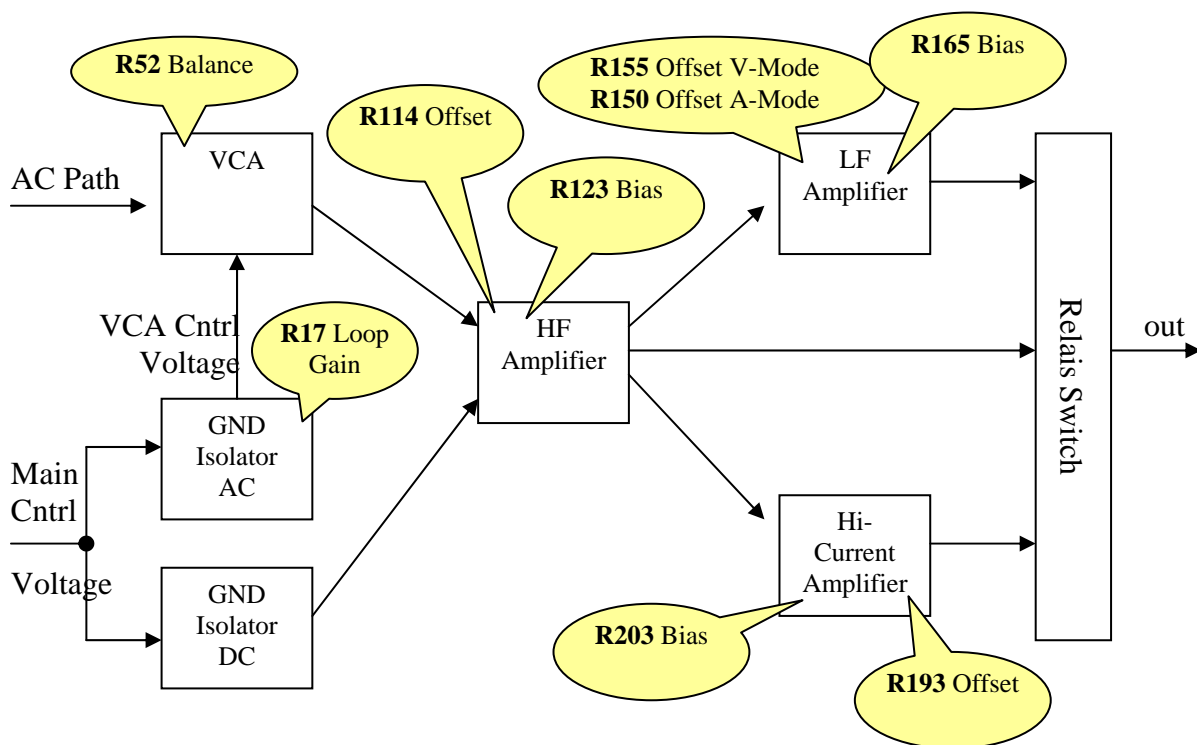 R52 Balance
R155 Offset V-Mode
R150 Offset A-Mode
R165 Bias
R114 Offset
VCA
LF
Amplifier
AC Path
R123 Bias
VCA Cntrl
Voltage
R17 Loop
Gain
HF
Amplifier
Relais Switch
out
GND
Isolator
AC
Main
Cntrl
Voltage
Hi-
Current
Amplifier
GND
Isolator
DC
R203 Bias
R193 Offset